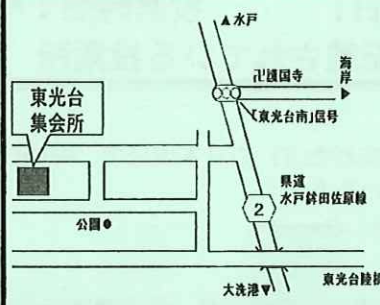 ▲水戸
卍護国寺
海岸▶
「東光台南」信号
東光台
集会所
県道
水戸鉾田佐原線
2
公園
東光台陸橋
大洗港▼